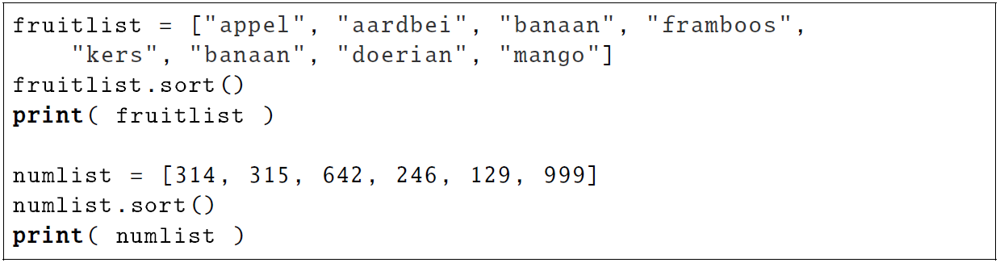 fruitlist = ["appel", "aardbei", "banaan", "framboos",
    "kers", "banaan", "doerian", "mango"]
fruitlist.sort()
print( fruitlist )

numlist = [314, 315, 642, 246, 129, 999]
numlist.sort()
print( numlist )